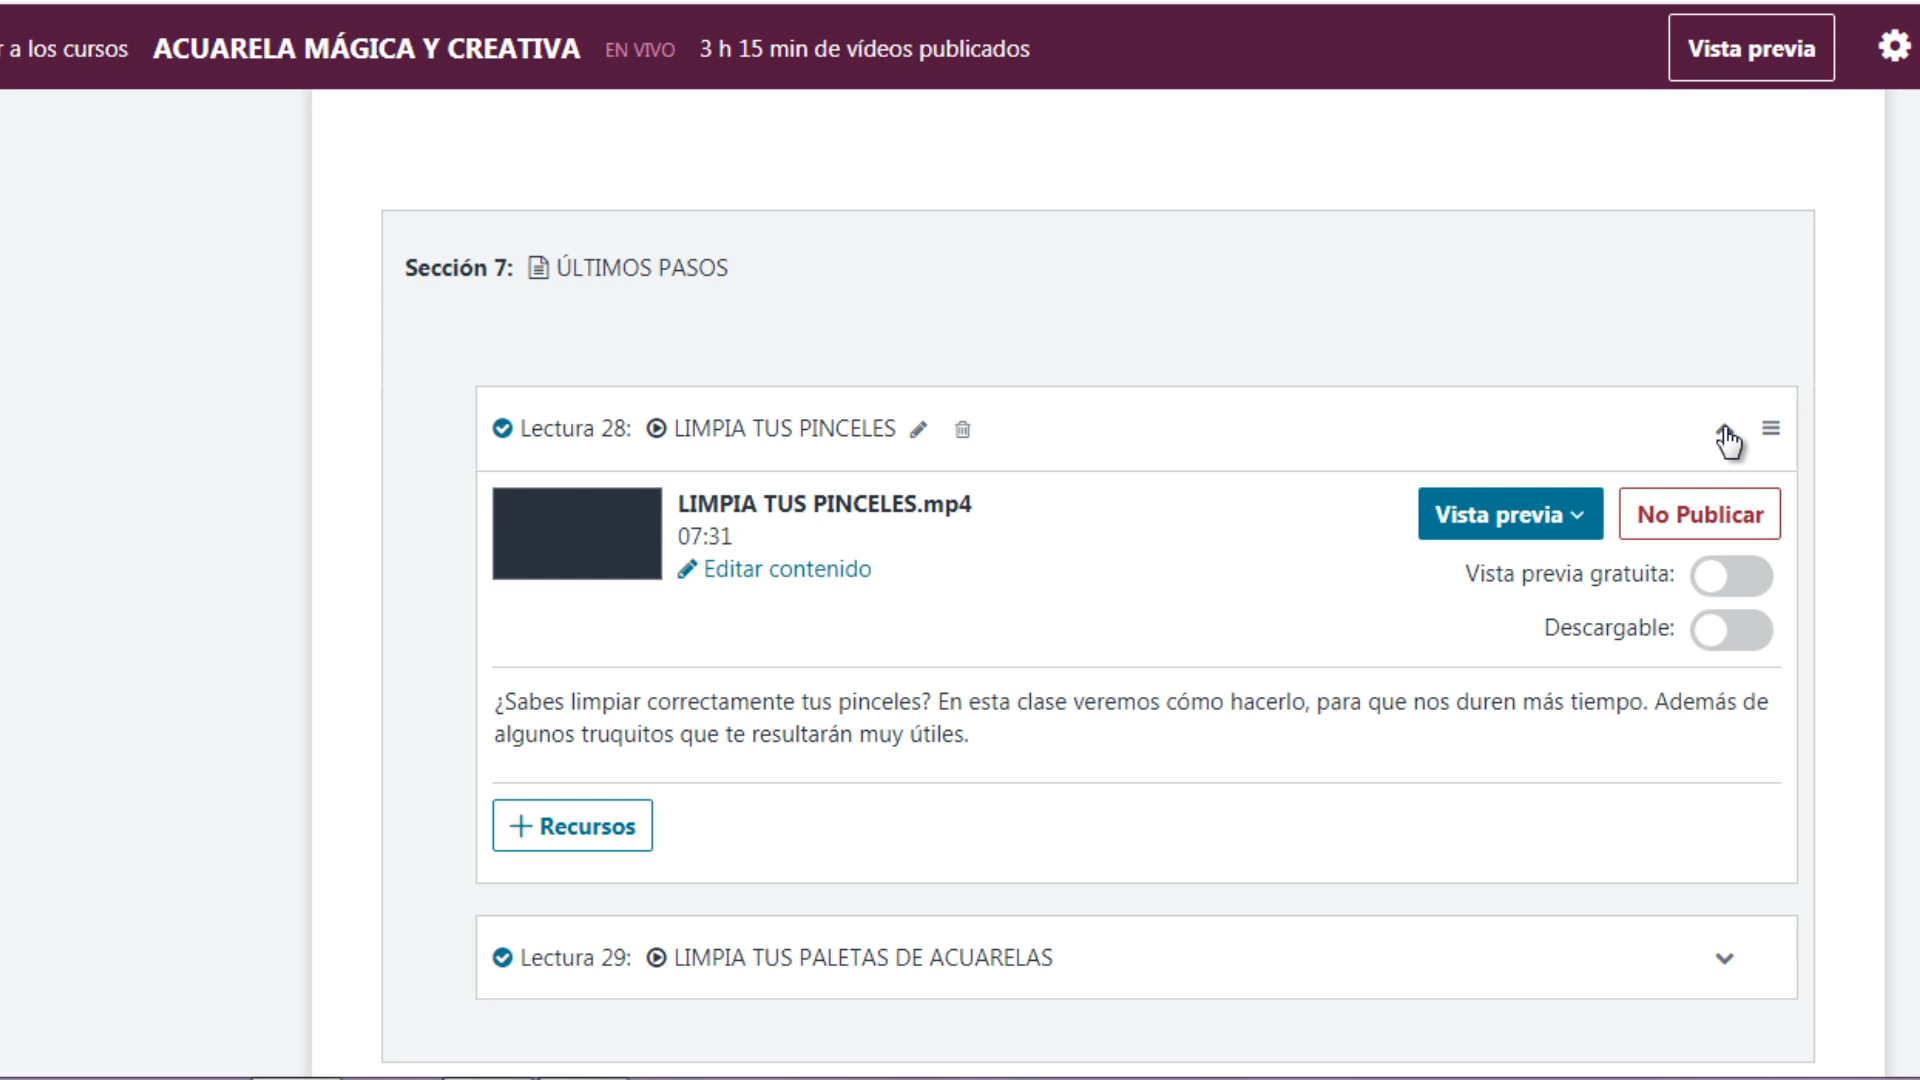 a los cursos ACUARELA MÁGICA Y CREATIVA EN VIVO 3 h 15 min de vídeos publicados Vista previa
Sección 7: ÚLTIMOS PASOS
Lectura 28: LIMPIA TUS PINCELES
LIMPIA TUS PINCELES.mp4 Vista previa No Publicar
07:31
Editar contenido Vista previa gratuita:
Descargable:
¿Sabes limpiar correctamente tus pinceles? En esta clase veremos cómo hacerlo, para que nos duren más tiempo. Además de
algunos truquitos que te resultarán muy útiles.
+ Recursos
Lectura 29: LIMPIA TUS PALETAS DE ACUARELAS